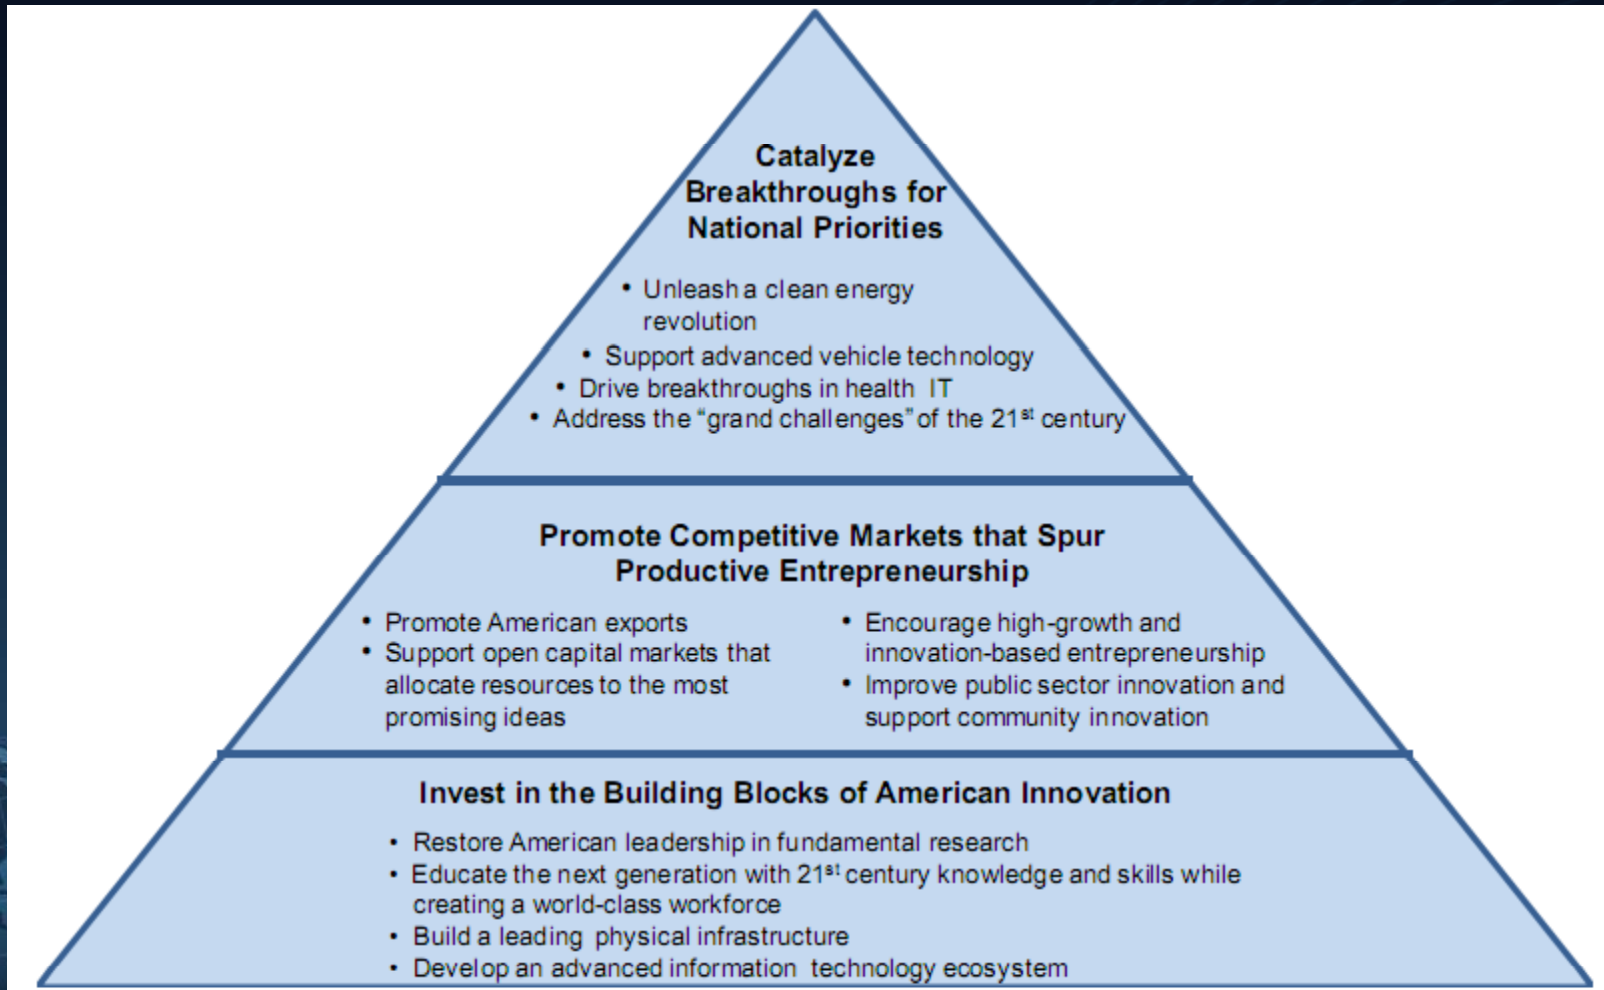 Catalyze
Breakthroughs for
National Priorities
• Unleash a clean energy
revolution
• Support advanced vehicle technology
• Drive breakthroughs in health IT
• Address the “grand challenges” of the 21st century
Promote Competitive Markets that Spur
Productive Entrepreneurship
• Promote American exports
• Support open capital markets that
allocate resources to the most
promising ideas
• Encourage high-growth and
innovation-based entrepreneurship
• Improve public sector innovation and
support community innovation
Invest in the Building Blocks of American Innovation
• Restore American leadership in fundamental research
• Educate the next generation with 21st century knowledge and skills while
creating a world-class workforce
• Build a leading physical infrastructure
• Develop an advanced information technology ecosystem